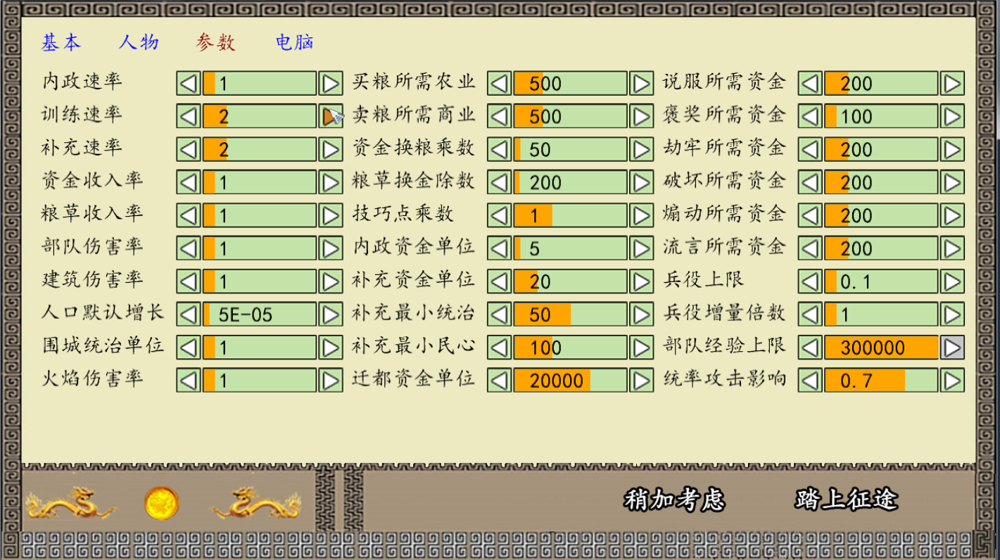 基本 人物 参数 电脑
内政速率 1 买粮所需农业 500 说服所需资金 200
训练速率 2 卖粮所需商业 500 褒奖所需资金 100
补充速率 2 资金换粮乘数 50 劫牢所需资金 200
资金收入率 1 粮草换金除数 200 破坏所需资金 200
粮草收入率 1 技巧点乘数 1 煽动所需资金 200
部队伤害率 1 内政资金单位 5 流言所需资金 200
建筑伤害率 1 补充资金单位 20 兵役上限 0.1
人口默认增长 5E-05 补充最小统治 50 兵役增量倍数 1
围城统治单位 1 补充最小民心 100 部队经验上限 300000
火焰伤害率 1 迁都资金单位 20000 统率攻击影响 0.7
稍加考虑 踏上征途